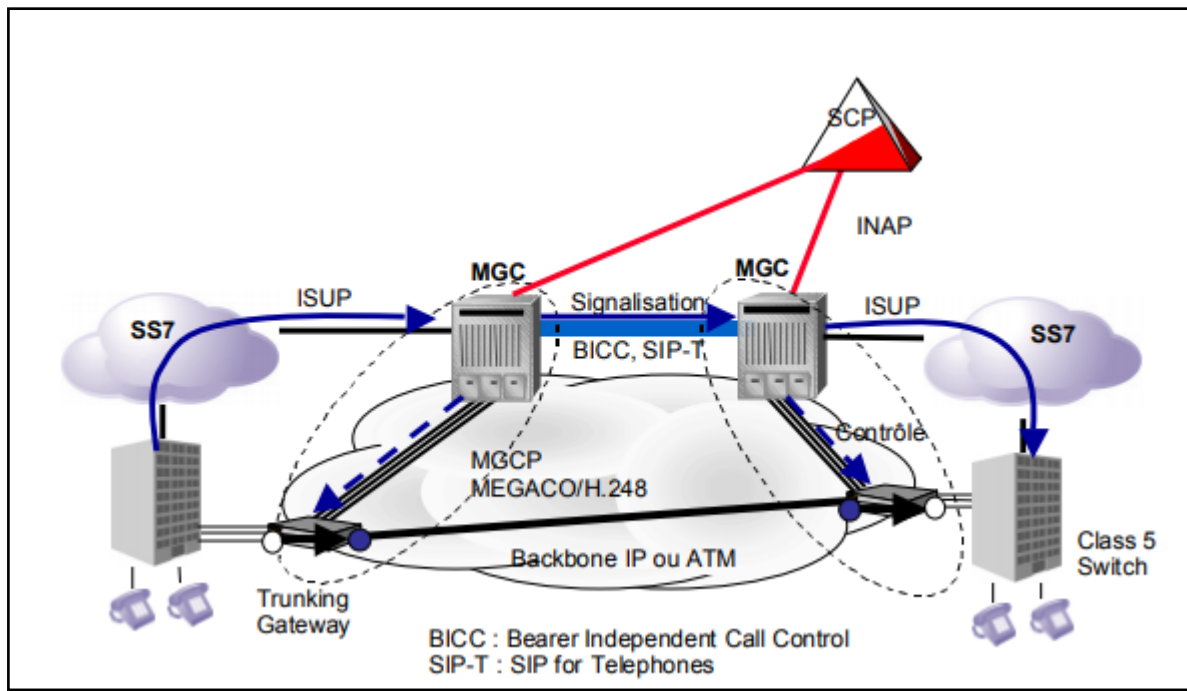 SCP
INAP
MGC
MGC
ISUP
Signalisation
ISUP
SS7
SS7
BICC, SIP-T
Contrôle
MGCP
MEGACO/H.248
Backbone IP ou ATM
Class 5
Switch
Trunking
Gateway
BICC : Bearer Independent Call Control
SIP-T : SIP for Telephones